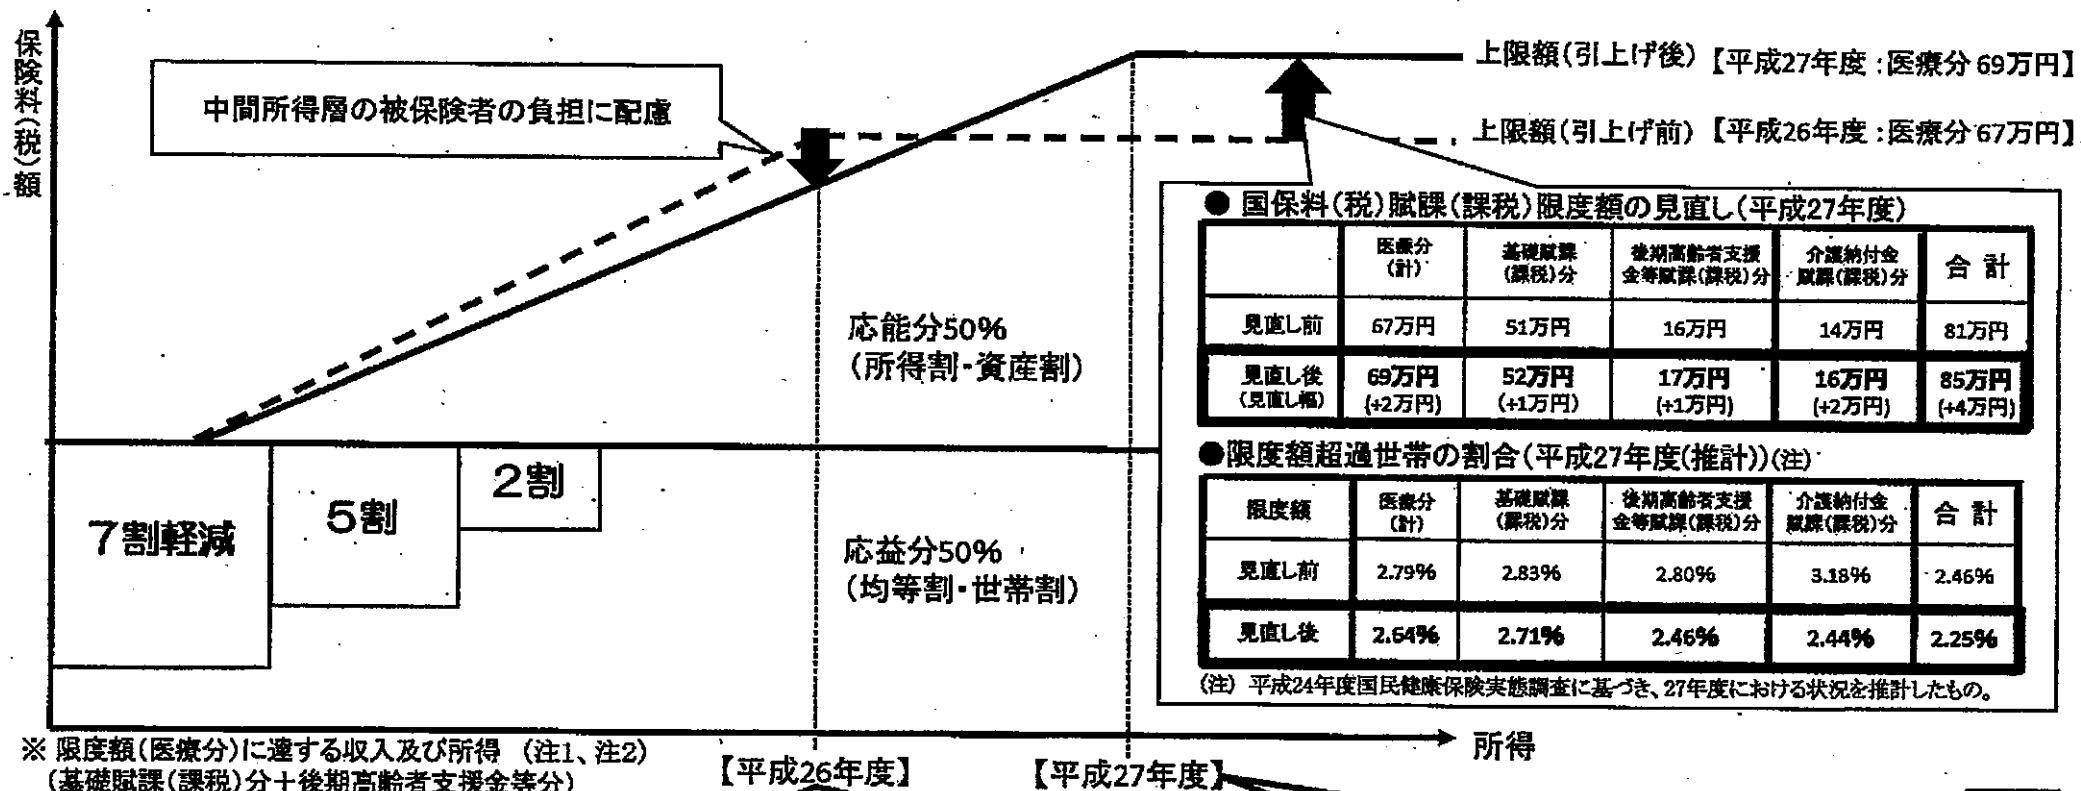 保険料(税)額
上限額(引上げ後)【平成27年度:医療分 69万円】
中間所得層の被保険者の負担に配慮
上限額(引上げ前)【平成26年度:医療分 67万円】
● 国保料(税)賦課(課税)限度額の見直し(平成27年度)
医療分(計) 基礎賦課(課税)分 後期高齢者支援金等賦課(課税)分 介護納付金賦課(課税)分 合 計
見直し前 67万円 51万円 16万円 14万円 81万円
見直し後(見直し幅) 69万円(+2万円) 52万円(+1万円) 17万円(+1万円) 16万円(+2万円) 85万円(+4万円)
応能分50%
(所得割・資産割)
●限度額超過世帯の割合(平成27年度(推計))(注)
限度額 医療分(計) 基礎賦課(課税)分 後期高齢者支援金等賦課(課税)分 介護納付金賦課(課税)分 合 計
見直し前 2.79% 2.83% 2.80% 3.18% 2.46%
見直し後 2.64% 2.71% 2.46% 2.44% 2.25%
(注) 平成24年度国民健康保険実態調査に基づき、27年度における状況を推計したもの。
7割軽減
5割
2割
応益分50%
(均等割・世帯割)
所得
※ 限度額(医療分)に達する収入及び所得 (注1、注2)
(基礎賦課(課税)分+後期高齢者支援金等分)
【平成26年度】
【平成27年度】